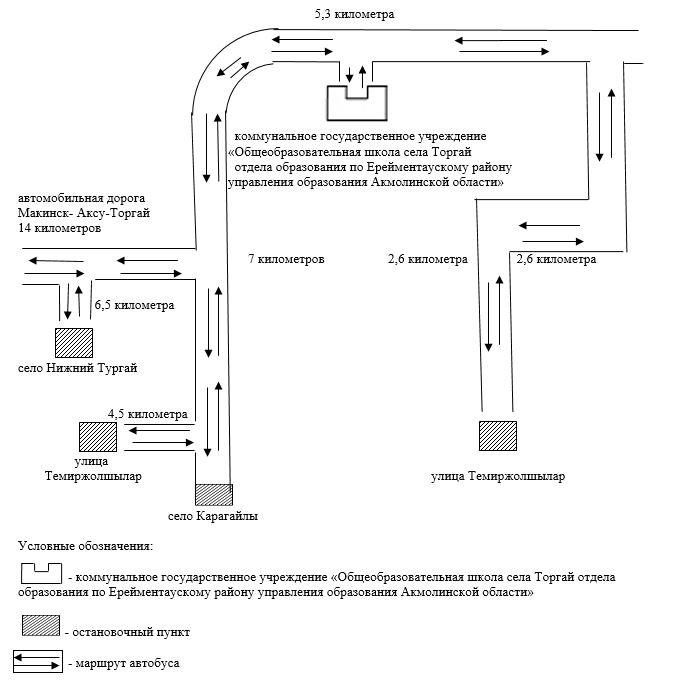 5,3 километра
коммунальное государственное учреждение
«Общеобразовательная школа села Торгай
отдела образования по Ерейментаускому району
управления образования Акмолинской области»
автомобильная дорога
Макинск- Аксу-Торгай
14 километров
7 километров
2,6 километра
2,6 километра
6,5 километра
село Нижний Тургай
4,5 километра
улица
Темиржолшылар
улица Темиржолшылар
село Карагайлы
Условные обозначения:
- коммунальное государственное учреждение «Общеобразовательная школа села Торгай отдела
образования по Ерейментаускому району управления образования Акмолинской области»
- остановочный пункт
- маршрут автобуса